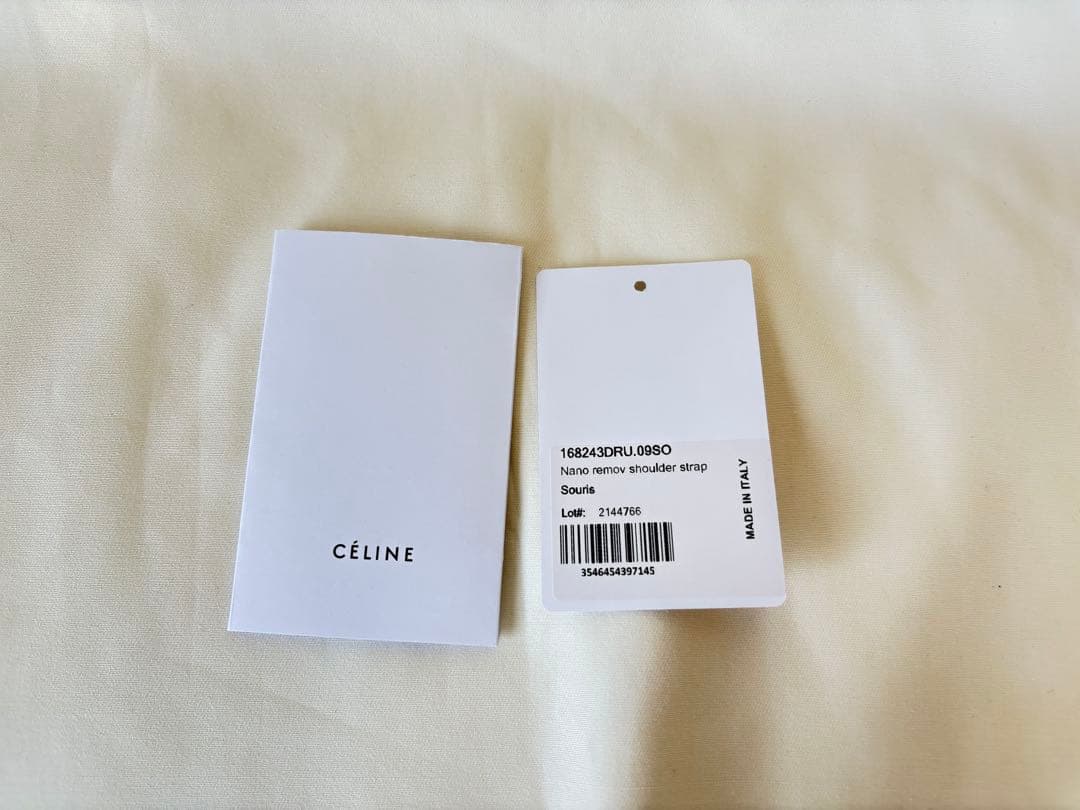 CÉLINE
168243DRU.09SO
Nano remov shoulder strap
Souris
Lot#: 2144766
3546454397145
MADE IN ITALY